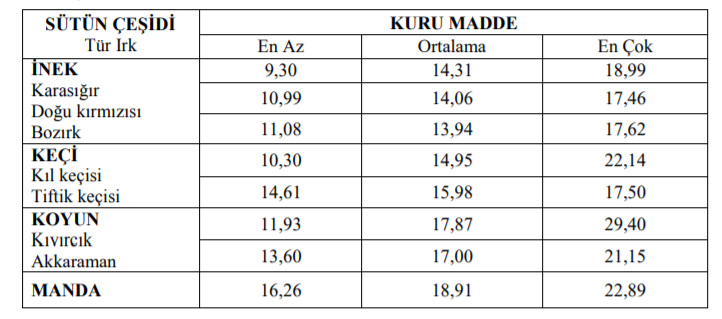 SÜTÜN ÇEŞİDİ KURU MADDE
Tür Irk En Az Ortalama En Çok
İNEK 9,30 14,31 18,99
Karasığır 10,99 14,06 17,46
Doğu kırmızısı
Bozırk 11,08 13,94 17,62
KEÇİ 10,30 14,95 22,14
Kıl keçisi
Tiftik keçisi 14,61 15,98 17,50
KOYUN 11,93 17,87 29,40
Kıvırcık
Akkaraman 13,60 17,00 21,15
MANDA 16,26 18,91 22,89